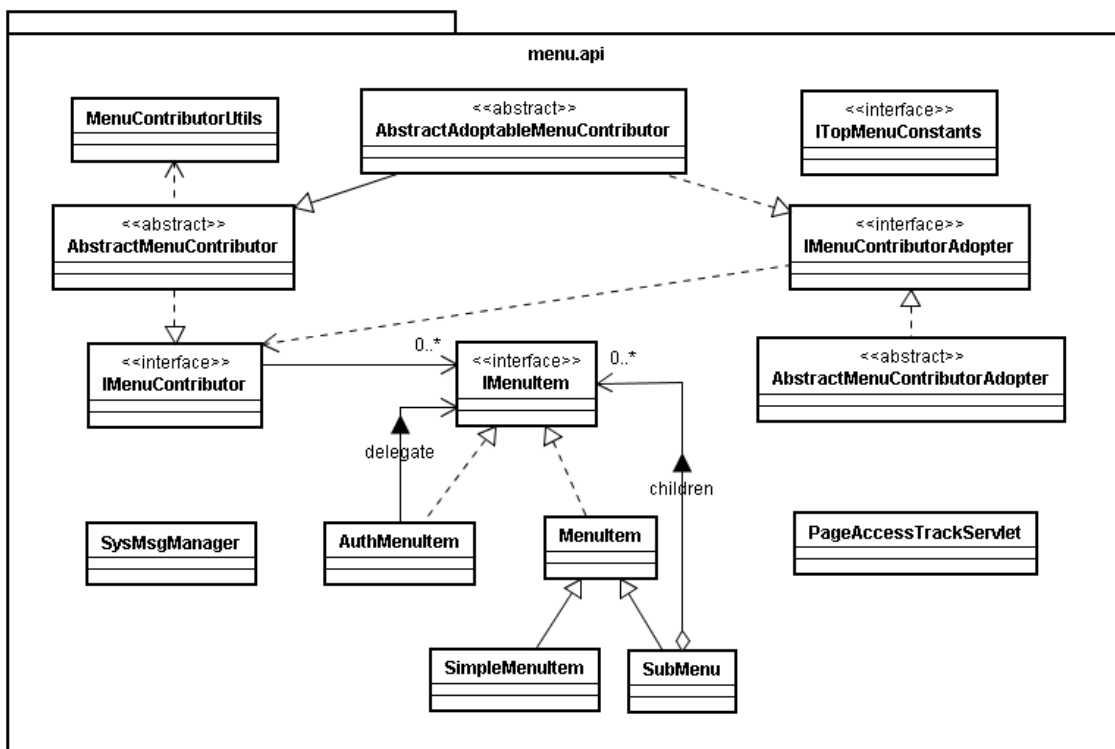 menu.api
MenuContributorUtils
<<abstract>>
AbstractAdoptableMenuContributor
<<interface>>
ITopMenuConstants
<<abstract>>
AbstractMenuContributor
<<interface>>
IMenuContributorAdopter
<<interface>>
IMenuContributor
0..*
<<interface>>
IMenuItem
0..*
<<abstract>>
AbstractMenuContributorAdopter
delegate
children
SysMsgManager
AuthMenuItem
MenuItem
PageAccessTrackServlet
SimpleMenuItem
SubMenu